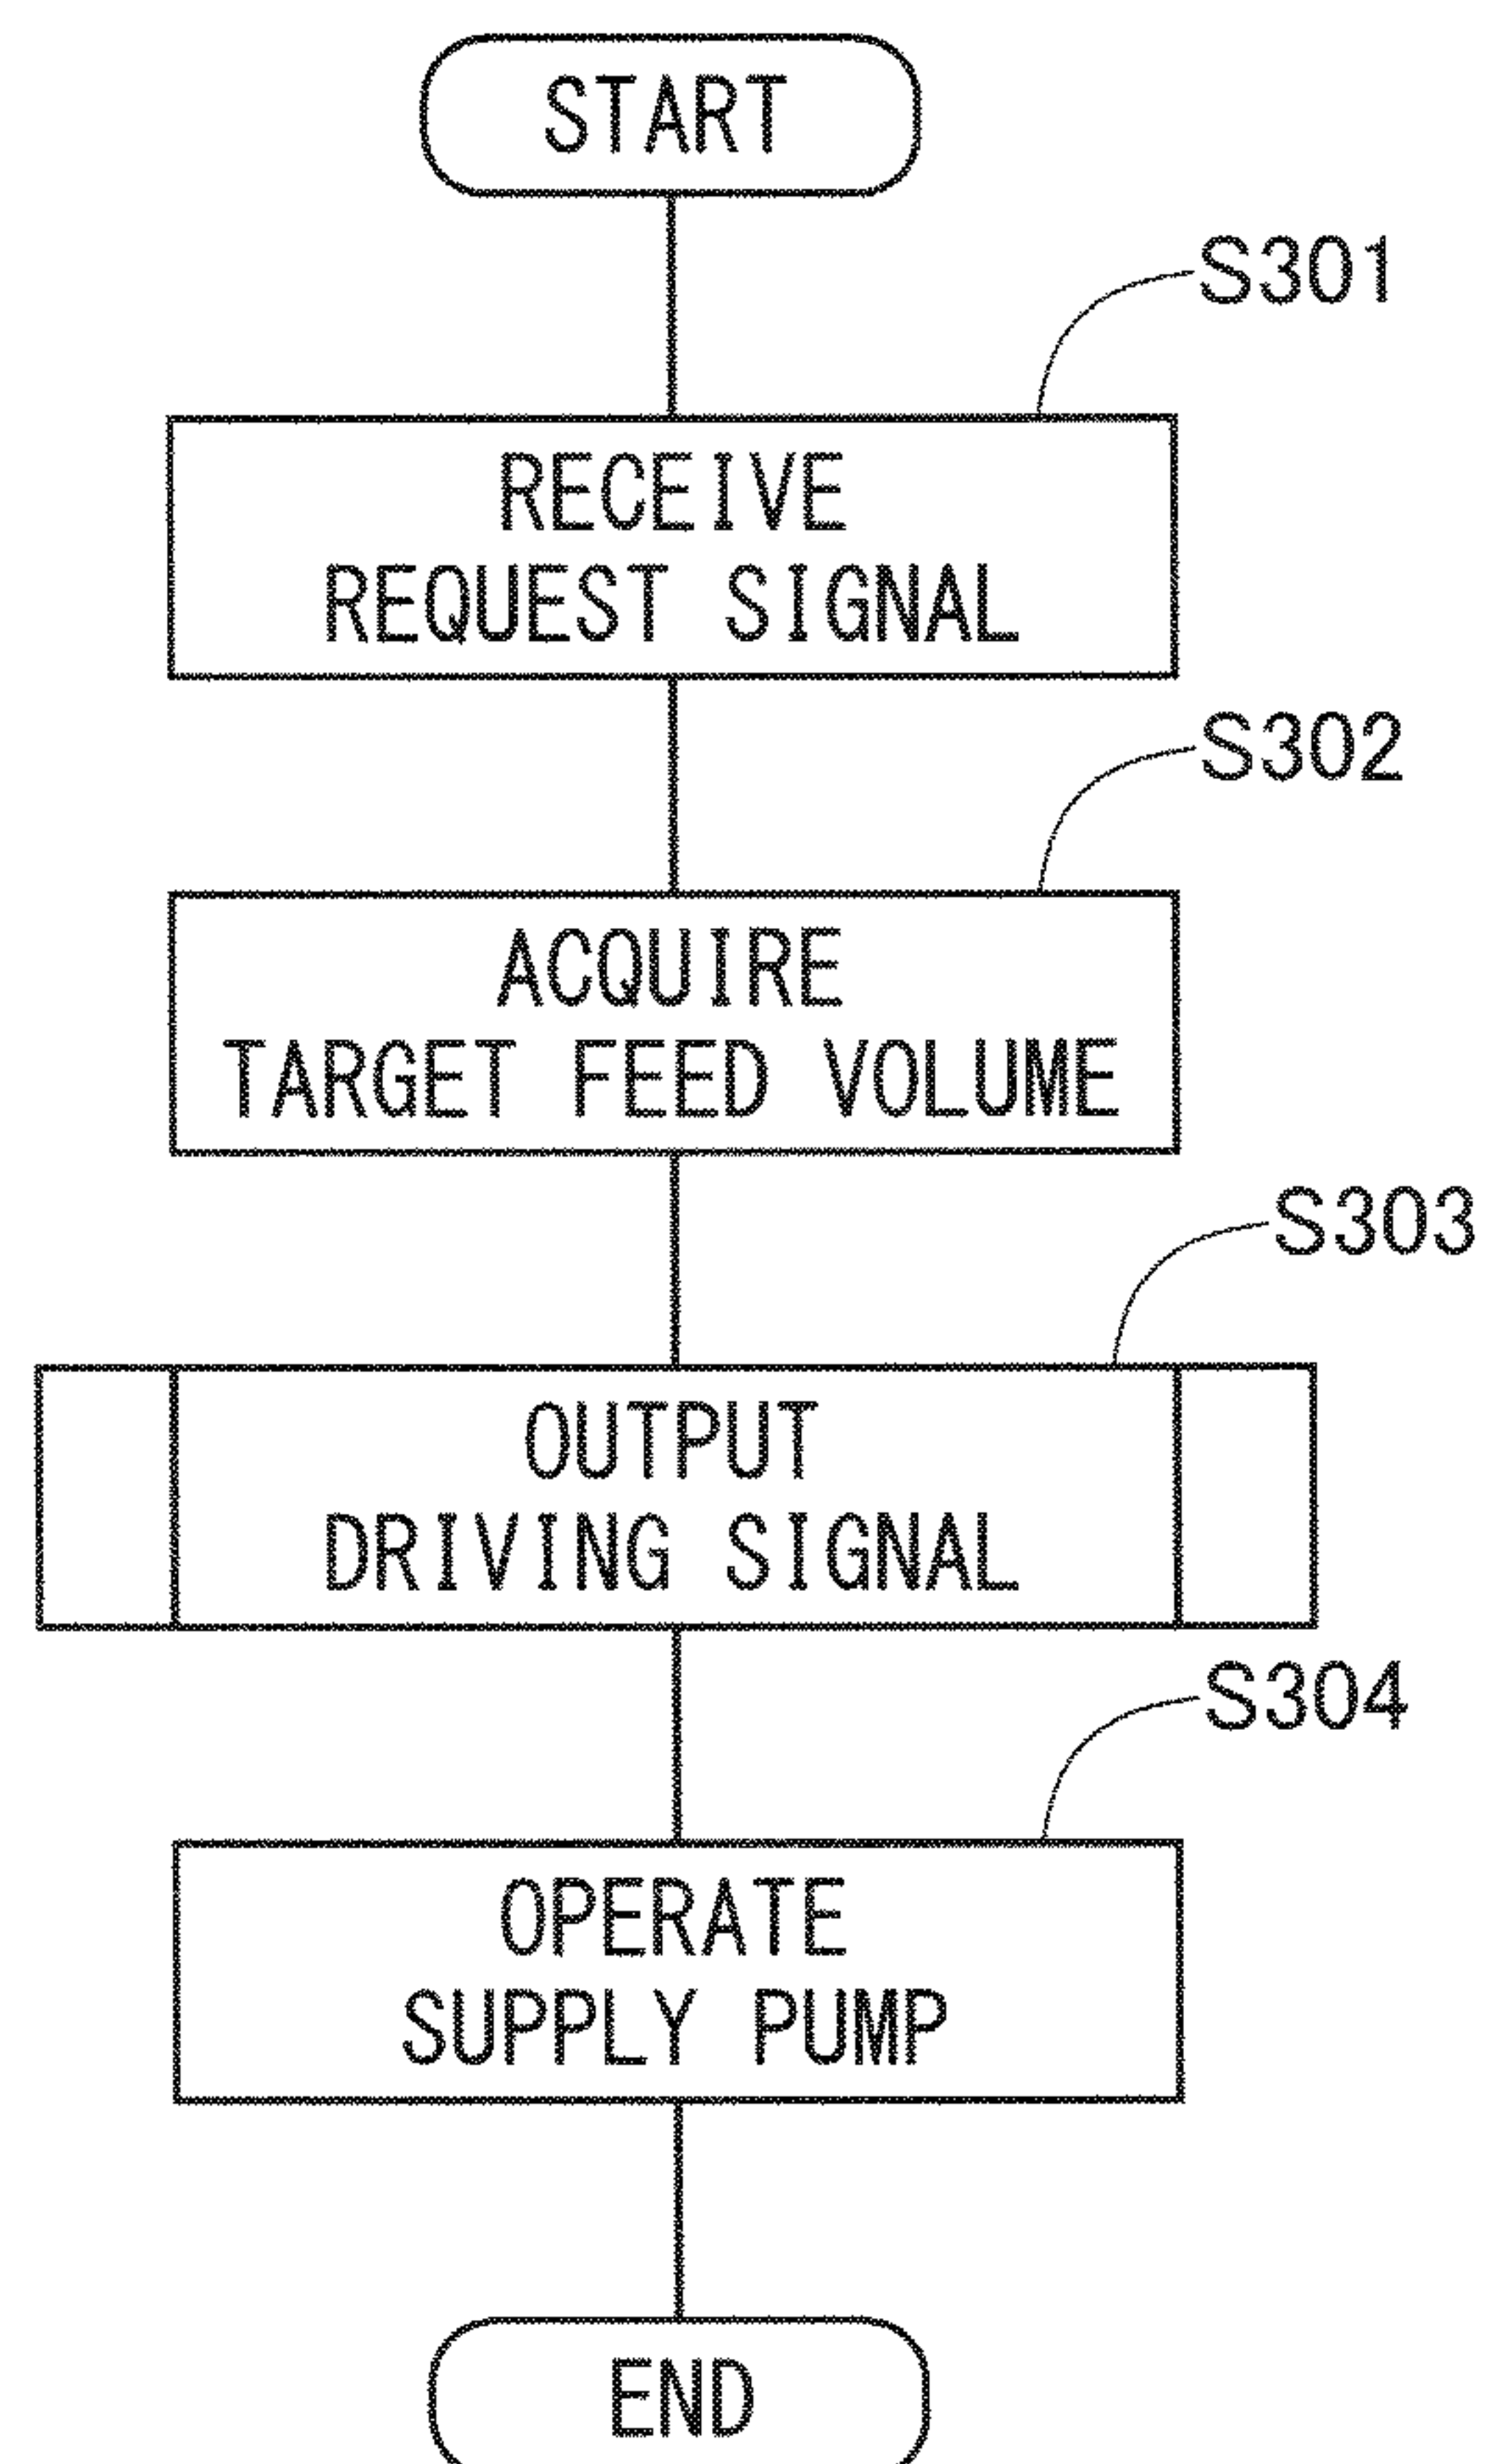 START
S301
RECEIVE
REQUEST SIGNAL
S302
ACQUIRE
TARGET FEED VOLUME
S303
OUTPUT
DRIVING SIGNAL
S304
OPERATE
SUPPLY PUMP
END